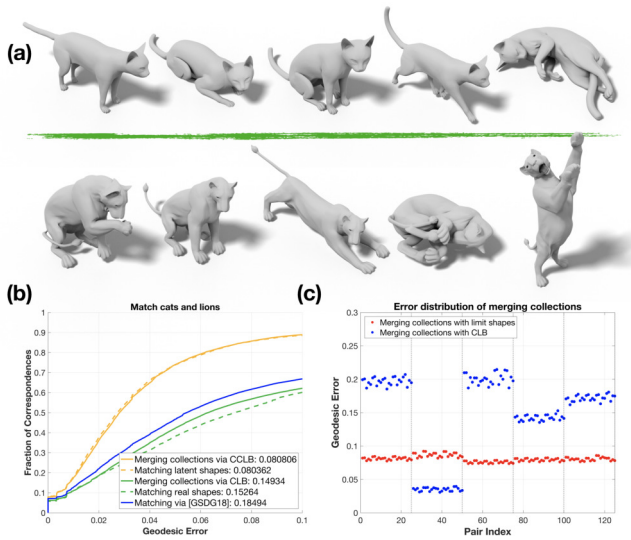 (a)
(b)
Match cats and lions
Fraction of Correspondences
1
0.9
0.8
0.7
0.6
0.5
0.4
0.3
0.2
0.1
0
Merging collections via CCLB: 0.080806
Matching latent shapes: 0.080362
Merging collections via CLB: 0.14934
Matching real shapes: 0.15264
Matching via [GSDG18]: 0.18494
0 0.02 0.04 0.06 0.08 0.1
Geodesic Error
(c)
Error distribution of merging collections
Geodesic Error
0.3
0.25
0.2
0.15
0.1
0.05
0
Merging collections with limit shapes
Merging collections with CLB
0 20 40 60 80 100 120
Pair Index